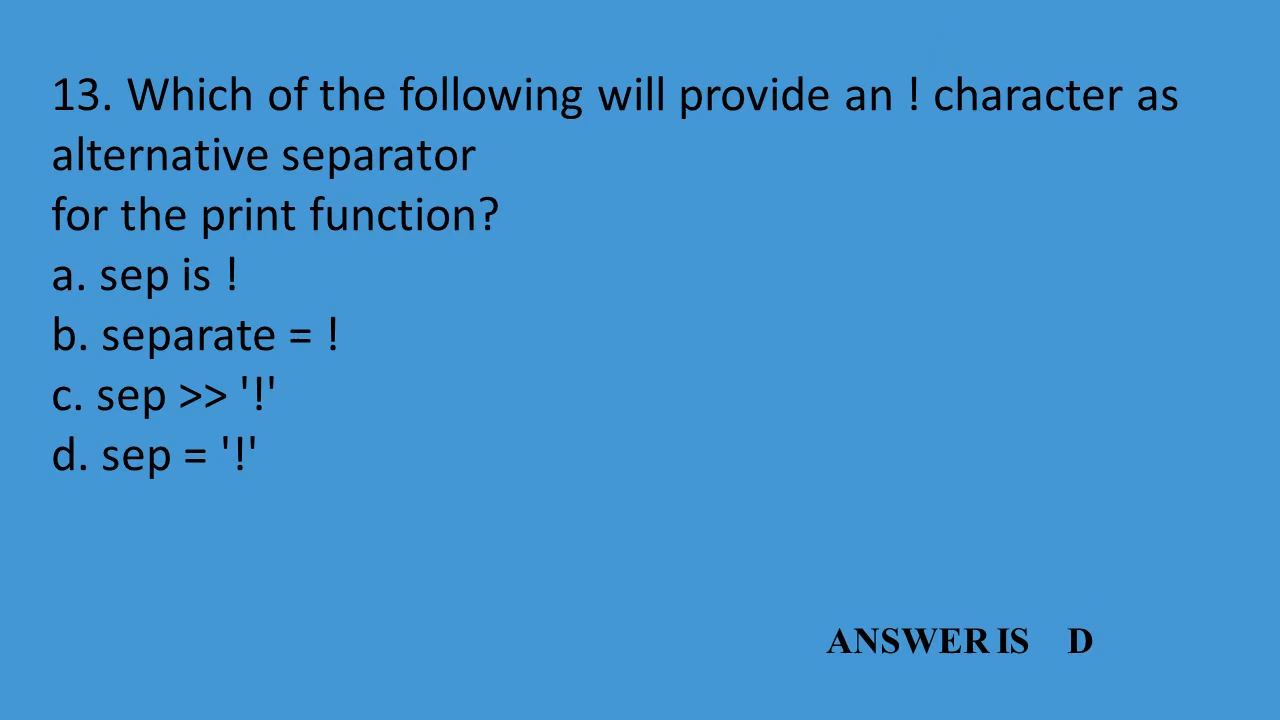 13. Which of the following will provide an ! character as
alternative separator
for the print function?
a. sep is !
b. separate = !
c. sep >> '!'
d. sep = '!'
ANSWER IS D